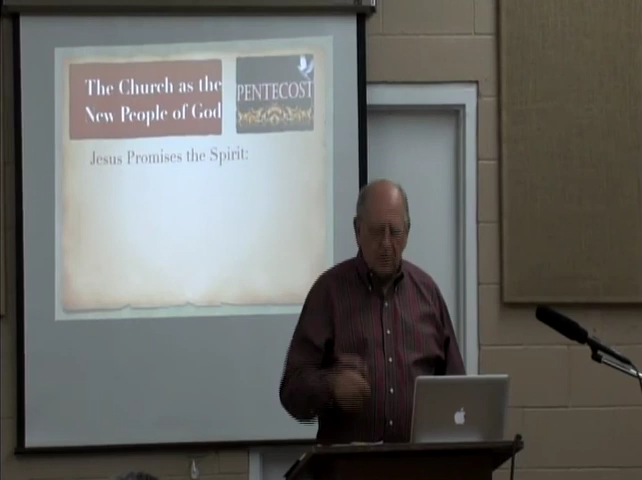 The Church as the
New People of God
PENTECOST
Jesus Promises the Spirit: